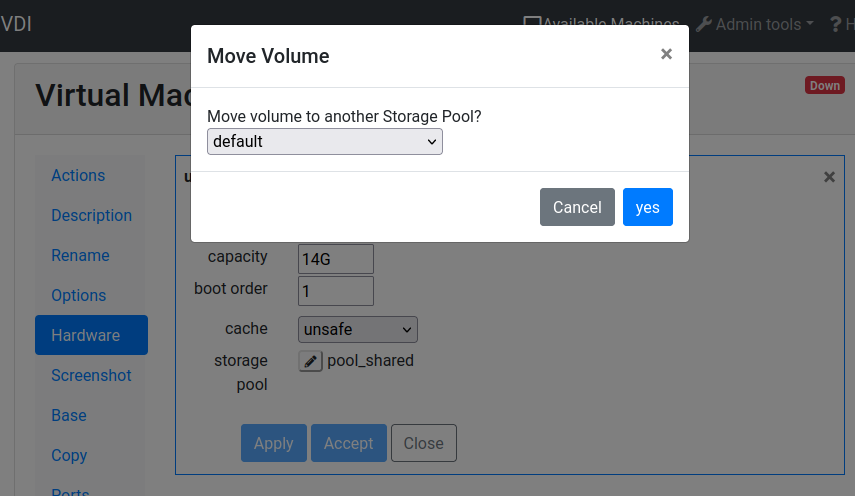 VDI
Available Machines
Admin tools
?
Move Volume
×
Virtual Mac
Down
Move volume to another Storage Pool?
default
Actions
×
Cancel
yes
Description
Rename
capacity
14G
boot order
1
Options
cache
unsafe
Hardware
storage
pool
pool_shared
Screenshot
Base
Apply
Accept
Close
Copy
Ports